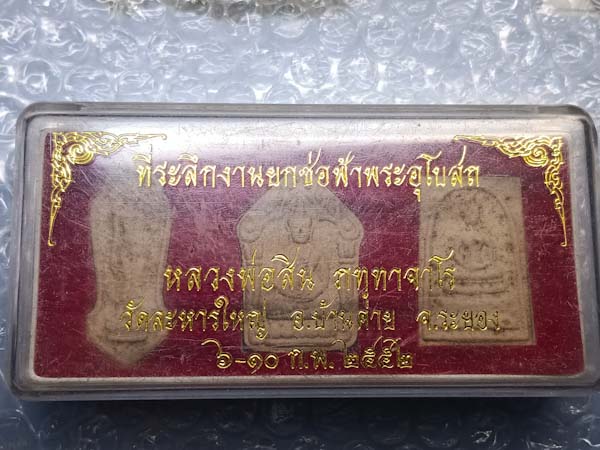 ที่ระลึกงานยกช่อฟ้าพระอุโบสถ
หลวงพ่อสิน ภทฺทาจาโร
วัดละหารใหญ่ อ.บ้านค่าย จ.ระยอง
๖-๑๐ ก.พ. ๒๕๕๒